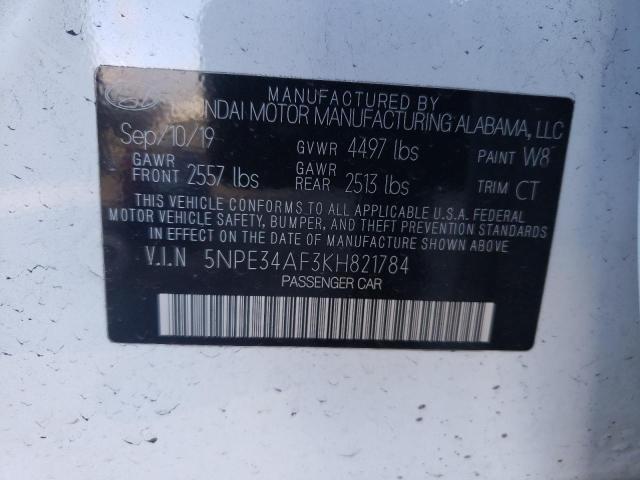 MANUFACTURED BY
HYUNDAI MOTOR MANUFACTURING ALABAMA, LLC
Sep/10/19 GVWR 4497 lbs PAINT W8
GAWR FRONT 2557 lbs GAWR REAR 2513 lbs TRIM CT
THIS VEHICLE CONFORMS TO ALL APPLICABLE U.S.A. FEDERAL
MOTOR VEHICLE SAFETY, BUMPER, AND THEFT PREVENTION STANDARDS
IN EFFECT ON THE DATE OF MANUFACTURE SHOWN ABOVE.
V.I.N 5NPE34AF3KH821784
PASSENGER CAR